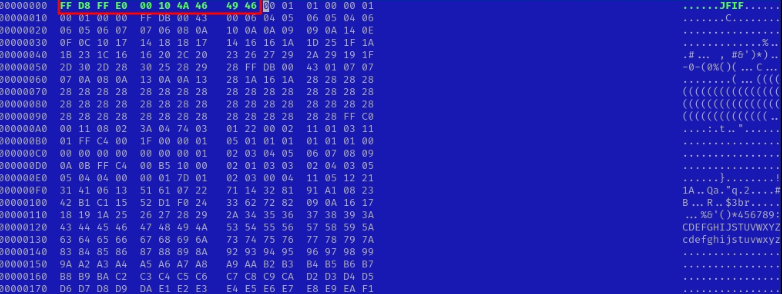 00000000 FF D8 FF E0 00 10 4A 46 49 46 00 01 01 00 00 01 ......JFIF......
00000010 00 01 00 00 FF DB 00 43 00 06 04 05 06 05 04 06 .......C........
00000020 06 05 06 07 07 06 08 0A 10 0A 0A 09 09 0A 14 0E ................
00000030 0F 0C 10 17 14 18 18 17 14 16 16 1A 1D 25 1F 1A .............%..
00000040 1B 23 1C 16 16 20 2C 20 23 26 27 29 2A 29 19 1F .#... , #&')*)..
00000050 2D 30 2D 28 30 25 28 29 28 FF DB 00 43 01 07 07 -0-(0%()(...C...
00000060 07 0A 08 0A 13 0A 0A 13 28 1A 16 1A 28 28 28 28 ........(...((((
00000070 28 28 28 28 28 28 28 28 28 28 28 28 28 28 28 28 ((((((((((((((((
00000080 28 28 28 28 28 28 28 28 28 28 28 28 28 28 28 28 ((((((((((((((((
00000090 28 28 28 28 28 28 28 28 28 28 28 28 28 28 FF C0 ((((((((((((((..
000000A0 00 11 08 02 3A 04 74 03 01 22 00 02 11 01 03 11 ....:.t.."......
000000B0 01 FF C4 00 1F 00 00 01 05 01 01 01 01 01 01 00 ................
000000C0 00 00 00 00 00 00 00 01 02 03 04 05 06 07 08 09 ................
000000D0 0A 0B FF C4 00 B5 10 00 02 01 03 03 02 04 03 05 ................
000000E0 05 04 04 00 00 01 7D 01 02 03 00 04 11 05 12 21 ......}........!
000000F0 31 41 06 13 51 61 07 22 71 14 32 81 91 A1 08 23 1A..Qa."q.2....#
00000100 42 B1 C1 15 52 D1 F0 24 33 62 72 82 09 0A 16 17 B...R..$3br.....
00000110 18 19 1A 25 26 27 28 29 2A 34 35 36 37 38 39 3A ...%&'()*456789:
00000120 43 44 45 46 47 48 49 4A 53 54 55 56 57 58 59 5A CDEFGHIJSTUVWXYZ
00000130 63 64 65 66 67 68 69 6A 73 74 75 76 77 78 79 7A cdefghijstuvwxyz
00000140 83 84 85 86 87 88 89 8A 92 93 94 95 96 97 98 99 ................
00000150 9A A2 A3 A4 A5 A6 A7 A8 A9 AA B2 B3 B4 B5 B6 B7 ................
00000160 B8 B9 BA C2 C3 C4 C5 C6 C7 C8 C9 CA D2 D3 D4 D5 ................
00000170 D6 D7 D8 D9 DA E1 E2 E3 E4 E5 E6 E7 E8 E9 EA F1 ................